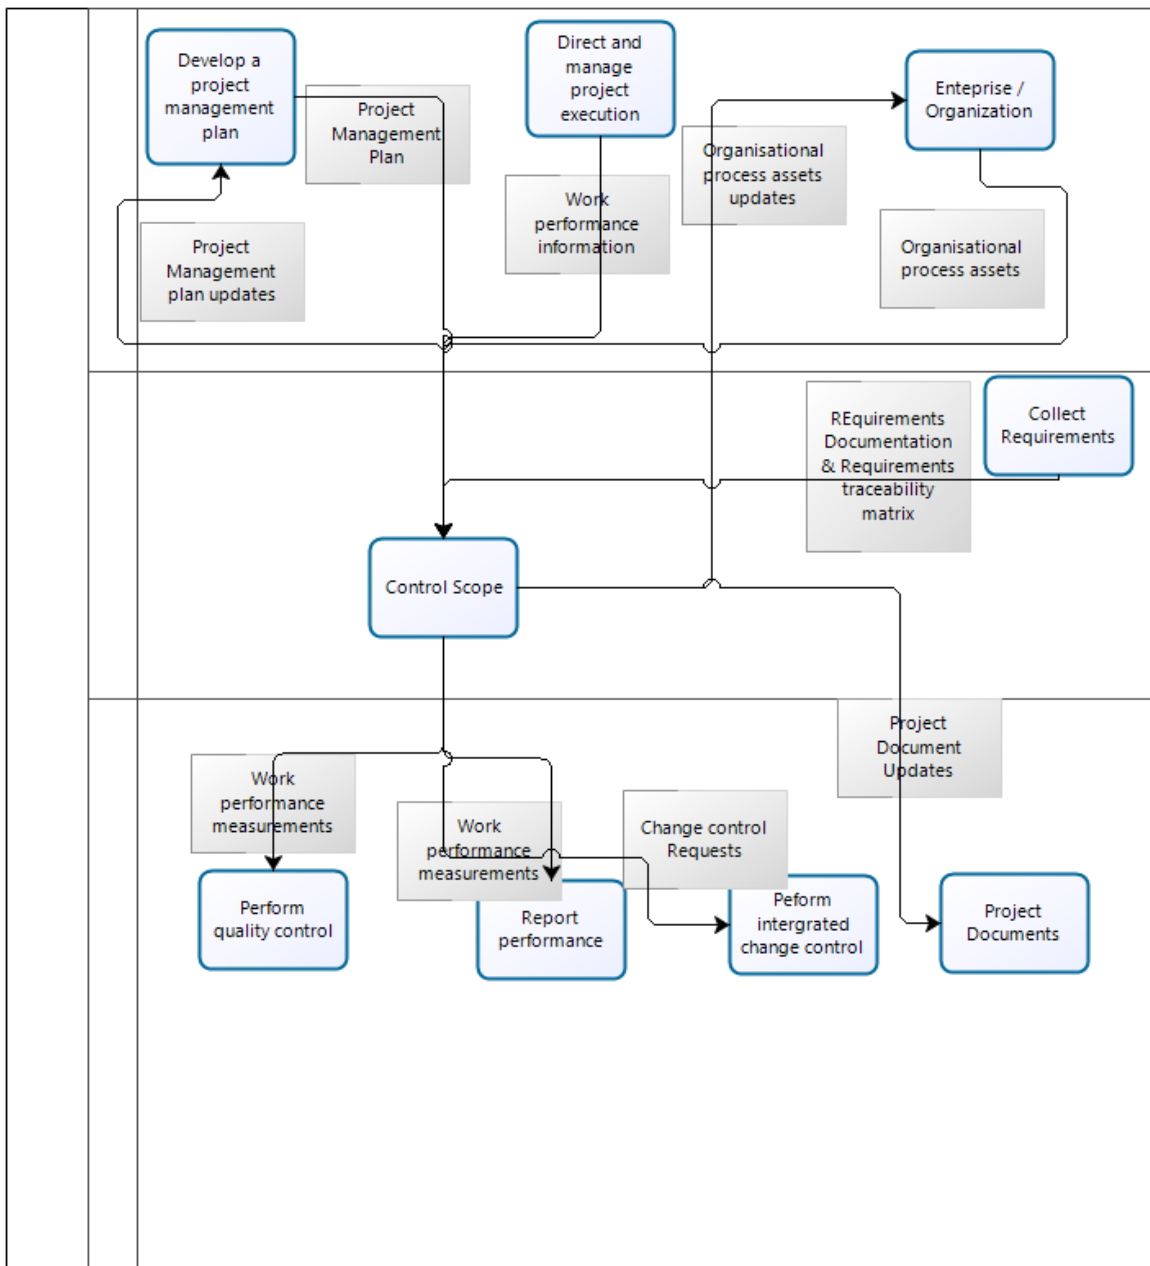 Develop a
project
management
plan
Project
Management
Plan
Direct and
manage
project
execution
Enteprise /
Organization
Organisational
process assets
updates
Work
performance
information
Project
Management
plan updates
Organisational
process assets
REquirements
Documentation
& Requirements
traceability
matrix
Collect
Requirements
Control Scope
Project
Document
Updates
Work
performance
measurements
Work
performance
measurements
Change control
Requests
Perform
quality control
Report
performance
Peform
intergrated
change control
Project
Documents